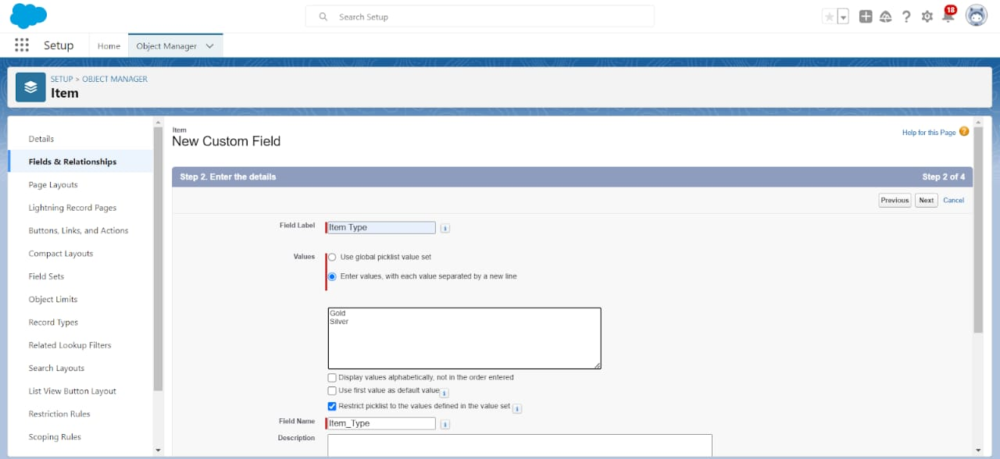 Search Setup
18
Setup
Home
Object Manager
SETUP > OBJECT MANAGER
Item
Details
Fields & Relationships
Page Layouts
Lightning Record Pages
Buttons, Links, and Actions
Compact Layouts
Field Sets
Object Limits
Record Types
Related Lookup Filters
Search Layouts
List View Button Layout
Restriction Rules
Scoping Rules
Item
New Custom Field
Help for this Page ?
Step 2. Enter the details
Step 2 of 4
Previous Next Cancel
Field Label Item Type i
Values Use global picklist value set
Enter values, with each value separated by a new line
Gold
Silver
Display values alphabetically, not in the order entered
Use first value as default value i
Restrict picklist to the values defined in the value set i
Field Name Item_Type i
Description